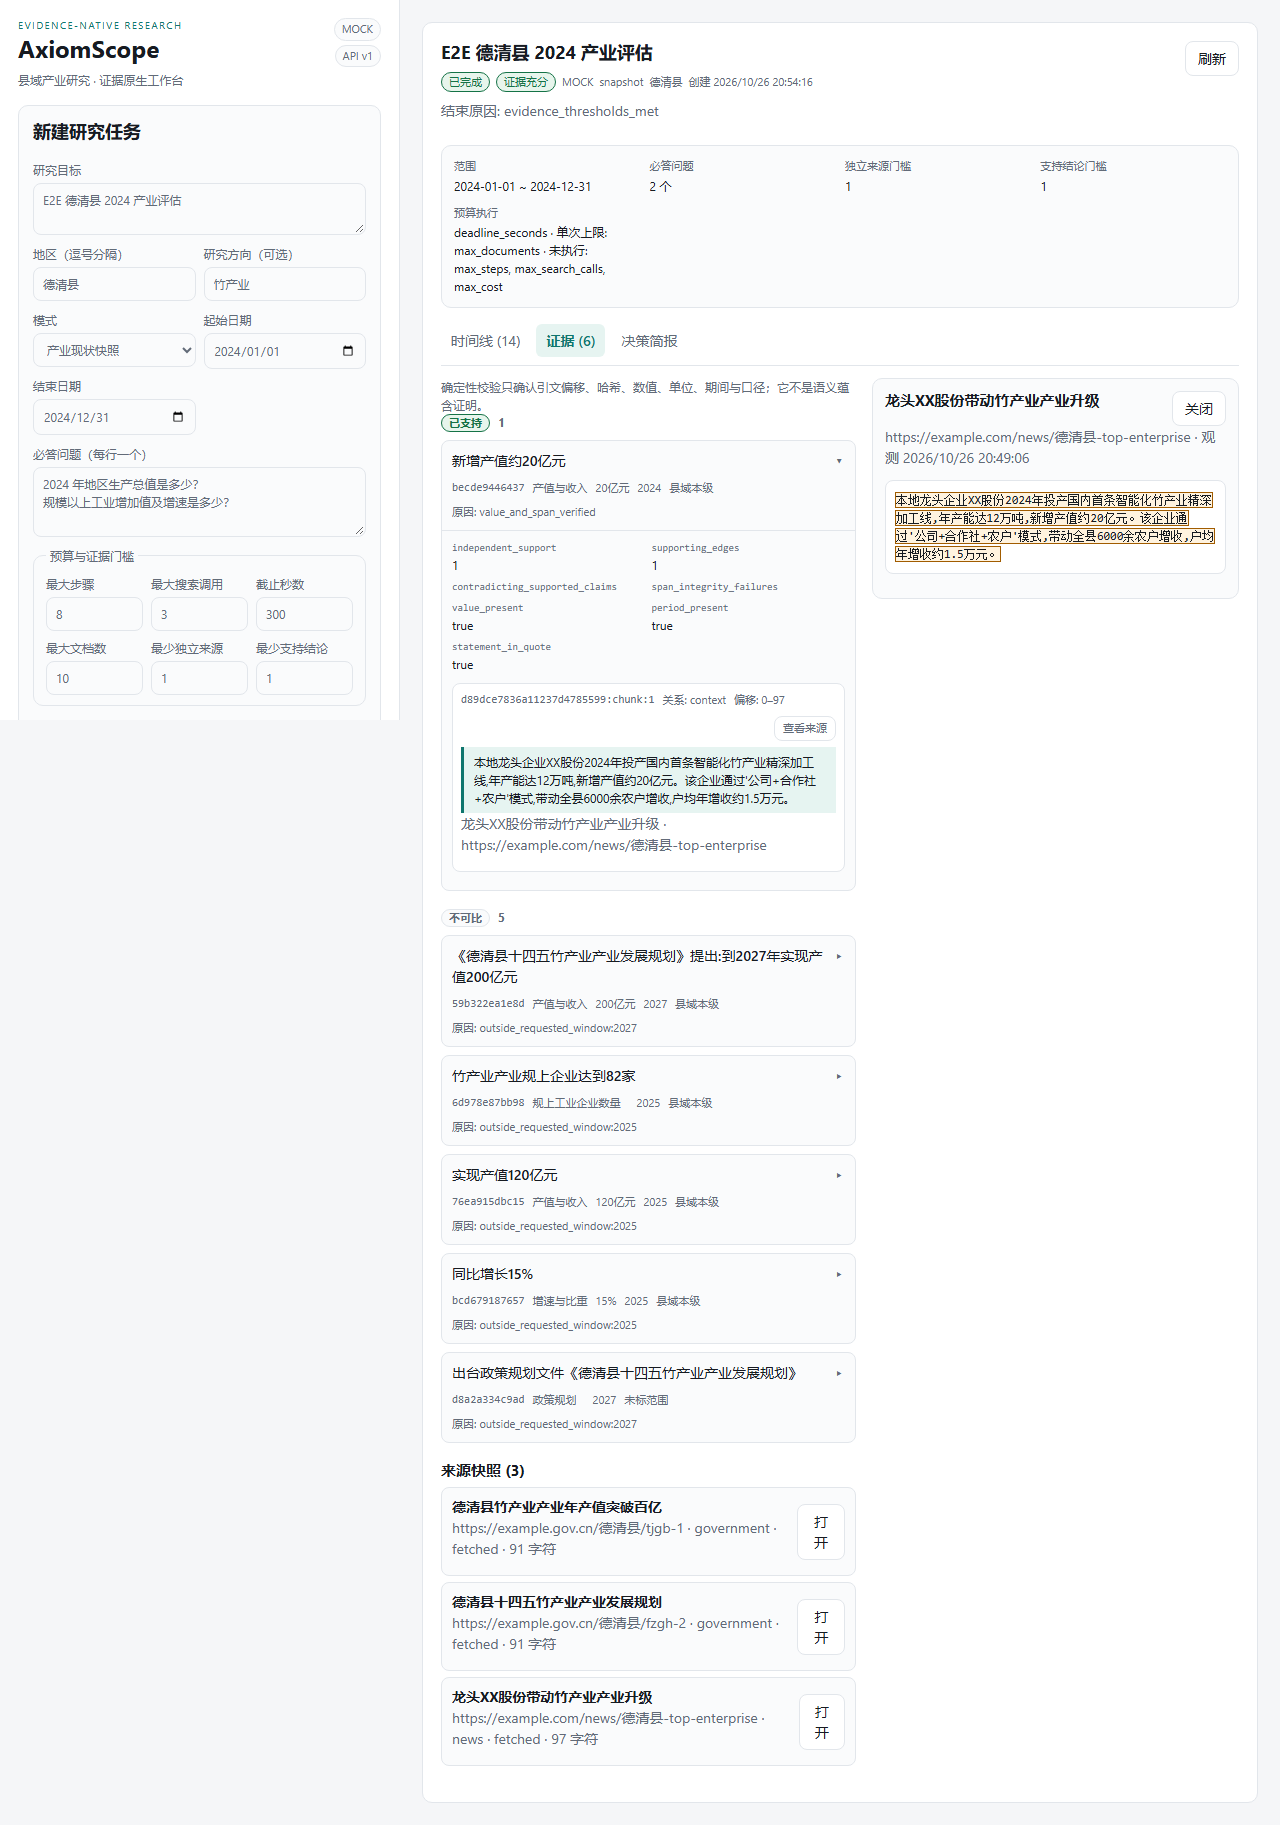 EVIDENCE-NATIVE RESEARCH
AxiomScope
县域产业研究 · 证据原生工作台
MOCK
API v1
新建研究任务
研究目标
E2E 德清县 2024 产业评估
地区（逗号分隔）
研究方向（可选）
德清县
竹产业
模式
起始日期
产业现状快照
2024/01/01
结束日期
2024/12/31
必答问题（每行一个）
2024 年地区生产总值是多少？
规模以上工业增加值及增速是多少？
预算与证据门槛
最大步骤
最大搜索调用
截止秒数
8
3
300
最大文档数
最少独立来源
最少支持结论
10
1
1
E2E 德清县 2024 产业评估
刷新
已完成 证据充分 MOCK snapshot 德清县 创建 2026/10/26 20:54:16
结束原因: evidence_thresholds_met
范围
2024-01-01 ~ 2024-12-31
必答问题
2 个
独立来源门槛
1
支持结论门槛
1
预算执行
deadline_seconds · 单次上限:
max_documents · 未执行:
max_steps, max_search_calls,
max_cost
时间线 (14)
证据 (6)
决策简报
确定性校验只确认引文偏移、哈希、数值、单位、期间与口径；它不是语义蕴
含证明。
已支持 1
新增产值约20亿元
becde9446437 产值与收入 20亿元 2024 县域本级
原因: value_and_span_verified
independent_support
1
supporting_edges
1
contradicting_supported_claims
span_integrity_failures
value_present
true
period_present
true
statement_in_quote
true
d89dce7836a11237d4785599:chunk:1 关系: context 偏移: 0–97
查看来源
本地龙头企业XX股份2024年投产国内首条智能化竹产业精深加工
线,年产能达12万吨,新增产值约20亿元。该企业通过'公司+合作社
+农户'模式,带动全县6000余农户增收,户均年增收约1.5万元。
龙头XX股份带动竹产业产业升级 ·
https://example.com/news/德清县-top-enterprise
不可比 5
《德清县十四五竹产业产业发展规划》提出:到2027年实现产
值200亿元
59b322ea1e8d 产值与收入 200亿元 2027 县域本级
原因: outside_requested_window:2027
竹产业产业规上企业达到82家
6d978e87bb98 规上工业企业数量 2025 县域本级
原因: outside_requested_window:2025
实现产值120亿元
76ea915dbc15 产值与收入 120亿元 2025 县域本级
原因: outside_requested_window:2025
同比增长15%
bcd679187657 增速与比重 15% 2025 县域本级
原因: outside_requested_window:2025
出台政策规划文件《德清县十四五竹产业产业发展规划》
d8a2a334c9ad 政策规划 2027 未标范围
原因: outside_requested_window:2027
来源快照 (3)
德清县竹产业产业年产值突破百亿
https://example.gov.cn/德清县/tjgb-1 · government ·
fetched · 91 字符
打
开
德清县十四五竹产业产业发展规划
https://example.gov.cn/德清县/fzgh-2 · government ·
fetched · 91 字符
打
开
龙头XX股份带动竹产业产业升级
https://example.com/news/德清县-top-enterprise ·
news · fetched · 97 字符
打
开
龙头XX股份带动竹产业产业升级
关闭
https://example.com/news/德清县-top-enterprise · 观
测 2026/10/26 20:49:06
本地龙头企业XX股份2024年投产国内首条智能化竹产业精深
加工线,年产能达12万吨,新增产值约20亿元。该企业通
过'公司+合作社+农户'模式,带动全县6000余农户增收,户均
年增收约1.5万元。